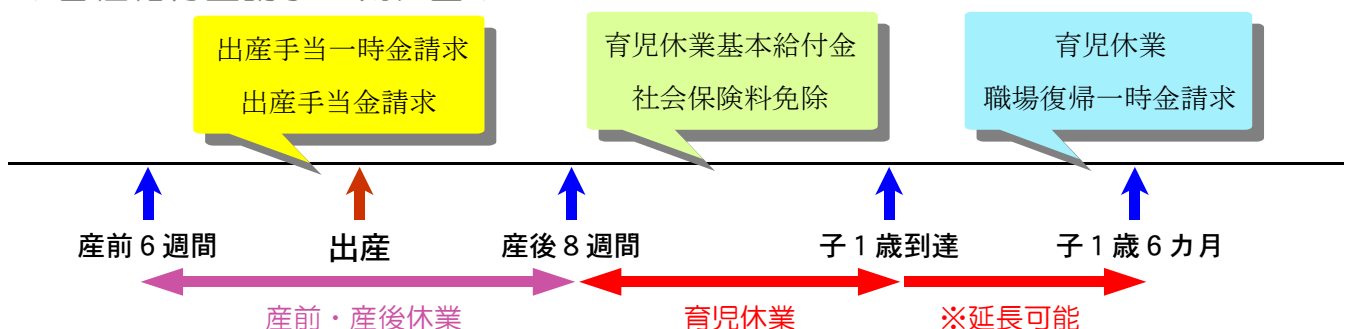 出産手当一時金請求
出産手当金請求
育児休業基本給付金
社会保険料免除
育児休業
職場復帰一時金請求
産前6週間
出産
産後8週間
子1歳到達
子1歳6カ月
産前・産後休業
育児休業
※延長可能